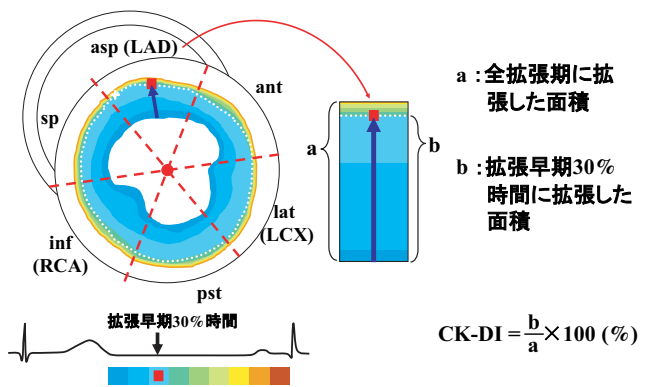 asp (LAD)
ant
sp
lat
(LCX)
inf
(RCA)
pst
a
b
a：全拡張期に拡
張した面積
b：拡張早期30%
時間に拡張した
面積
拡張早期30%時間
CK-DI = b/a × 100 (%)